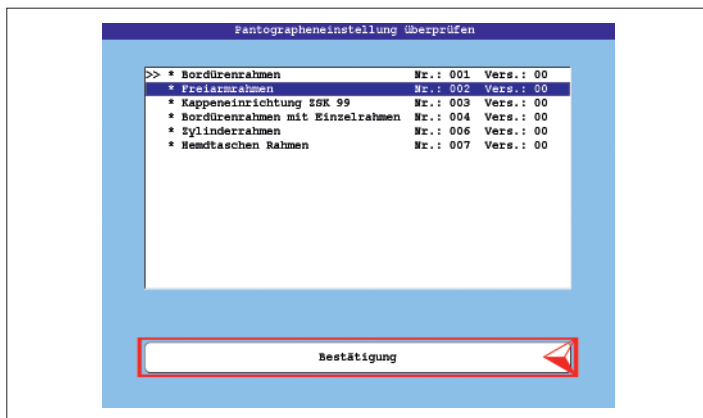 Pantographeneinstellung überprüfen
>> * Bordürenrahmen Nr.: 001 Vers.: 00
* Freiarmrahmen Nr.: 002 Vers.: 00
* Kappeneinrichtung ZSK 99 Nr.: 003 Vers.: 00
* Bordürenrahmen mit Einzelrahmen Nr.: 004 Vers.: 00
* Zylinderrahmen Nr.: 006 Vers.: 00
* Hemdtaschen Rahmen Nr.: 007 Vers.: 00
Bestätigung